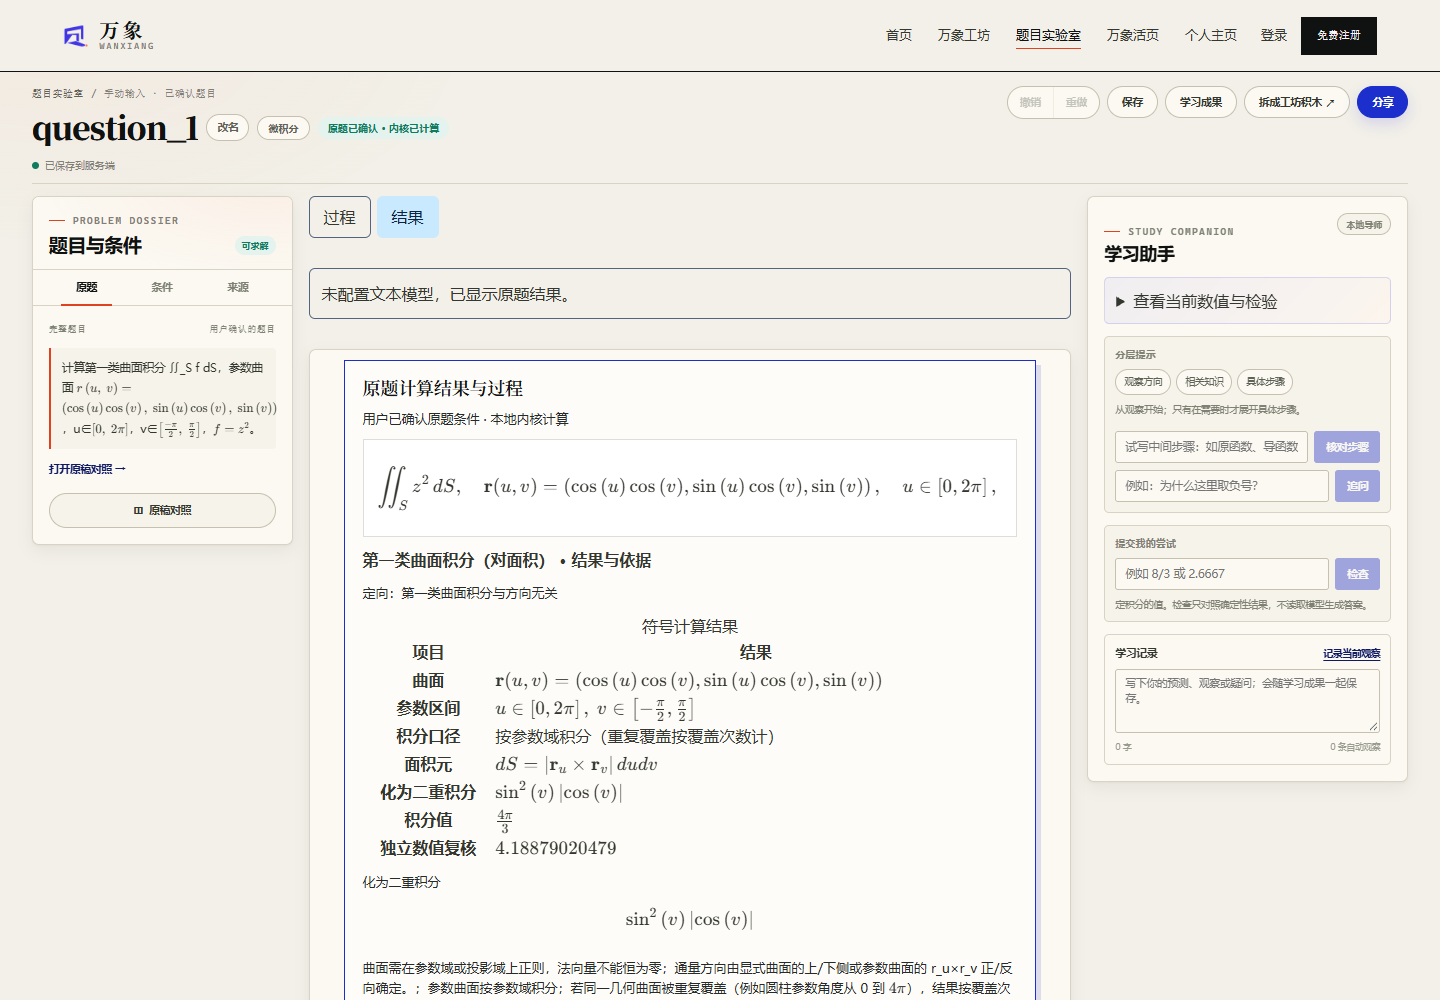 万象
WANXIANG
首页 万象工坊 题目实验室 万象活页 个人主页 登录 免费注册
题目实验室 / 手动输入 · 已确认题目
撤销 重做 保存 学习成果 拆成工坊积木 ↗ 分享
question_1 改名 微积分 原题已确认 • 内核已计算
已保存到服务端
PROBLEM DOSSIER
题目与条件 可求解
原题 条件 来源
完整题目 用户确认的题目
计算第一类曲面积分 ∬_S f dS，参数曲
面 r (u, v) =
(cos (u) cos (v) , sin (u) cos (v) , sin (v))
，u∈[0, 2π]，v∈[-π/2, π/2]，f = z²。
打开原稿对照 →
原稿对照
过程 结果
未配置文本模型，已显示原题结果。
原题计算结果与过程
用户已确认原题条件 · 本地内核计算
∬_S z² dS, r(u, v) = (cos (u) cos (v), sin (u) cos (v), sin (v)) , u ∈ [0, 2π] ,
第一类曲面积分（对面积） • 结果与依据
定向：第一类曲面积分与方向无关
符号计算结果
项目 结果
曲面 r(u, v) = (cos (u) cos (v), sin (u) cos (v), sin (v))
参数区间 u ∈ [0, 2π] , v ∈ [-π/2, π/2]
积分口径 按参数域积分（重复覆盖按覆盖次数计）
面积元 dS = |r_u × r_v| dudv
化为二重积分 sin² (v) |cos (v)|
积分值 4π/3
独立数值复核 4.18879020479
化为二重积分
sin² (v) |cos (v)|
曲面需在参数域或投影域上正则，法向量不能恒为零；通量方向由显式曲面的上/下侧或参数曲面的 r_u×r_v 正/反
向确定。；参数曲面按参数域积分；若同一几何曲面被重复覆盖（例如圆柱参数角度从 0 到 4π），结果按覆盖次
STUDY COMPANION
本地导师
学习助手
▶ 查看当前数值与检验
分层提示
观察方向 相关知识 具体步骤
从观察开始；只有在需要时才展开具体步骤。
试写中间步骤：如原函数、导函数 核对步骤
例如：为什么这里取负号？ 追问
提交我的尝试
例如 8/3 或 2.6667 检查
定积分的值。检查只对照确定性结果，不读取模型生成答案。
学习记录 记录当前观察
写下你的预测、观察或疑问；会随学习成果一起保
存。
0 字 0 条自动观察